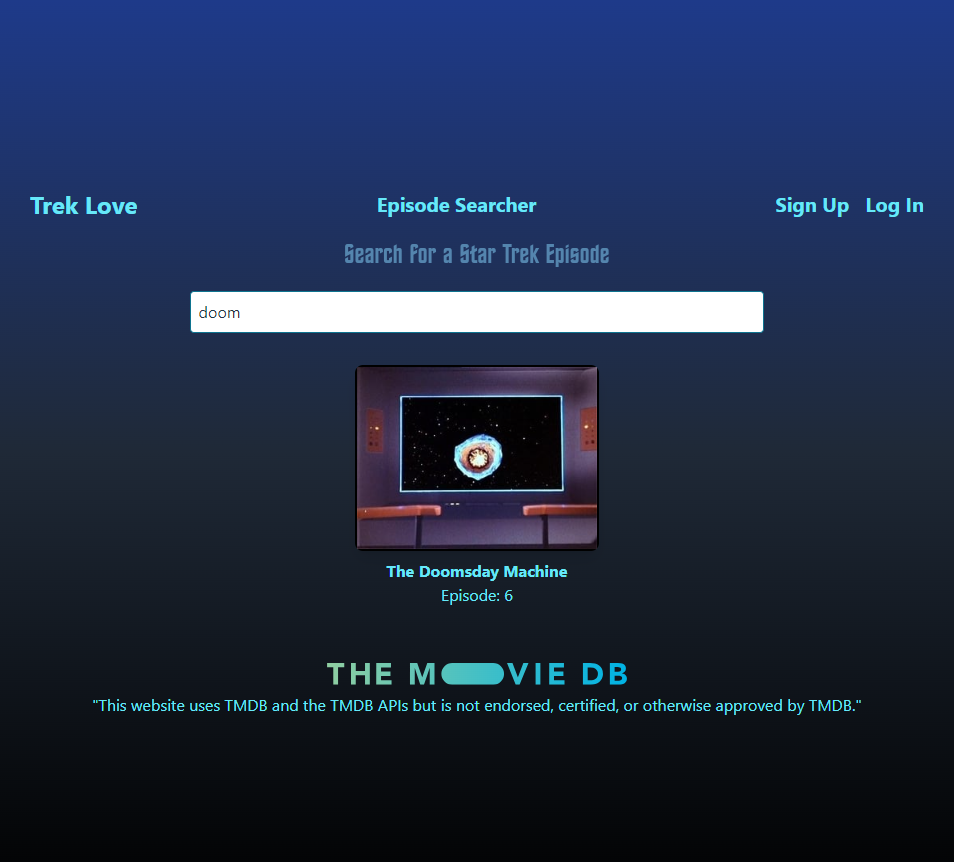 Trek Love
Episode Searcher
Sign Up
Log In
Search for a Star Trek Episode
doom
The Doomsday Machine
Episode: 6
THE MOVIE DB
"This website uses TMDB and the TMDB APIs but is not endorsed, certified, or otherwise approved by TMDB."